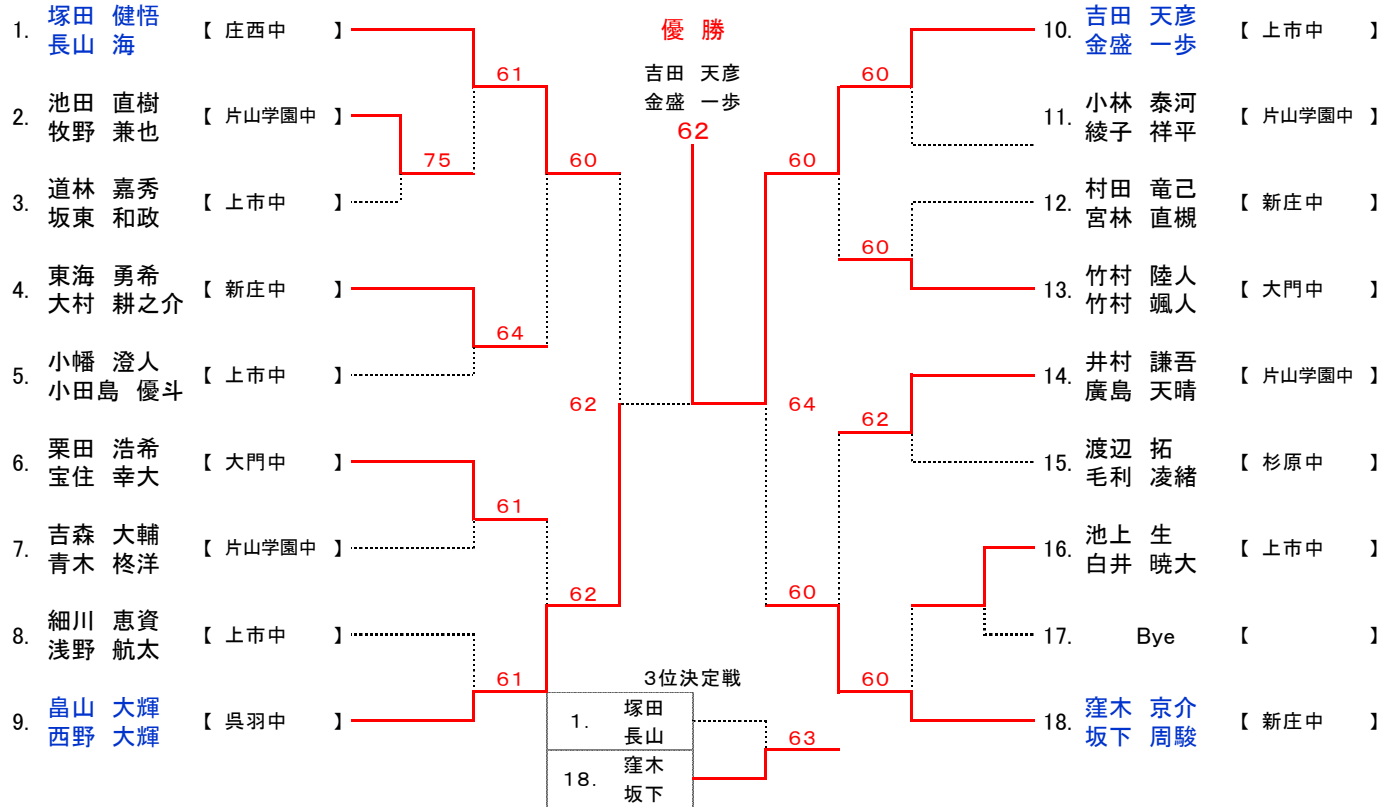 1. 塚田 健悟 長山 海 【 庄西中 】
2. 池田 直樹 牧野 兼也 【 片山学園中 】
3. 道林 嘉秀 坂東 和政 【 上市中 】
4. 東海 勇希 大村 耕之介 【 新庄中 】
5. 小幡 澄人 小田島 優斗 【 上市中 】
6. 栗田 浩希 宝住 幸大 【 大門中 】
7. 吉森 大輔 青木 柊洋 【 片山学園中 】
8. 細川 恵資 浅野 航太 【 上市中 】
9. 畠山 大輝 西野 大輝 【 呉羽中 】
61
75
64
61
61
60
62
62
優 勝
吉田 天彦
金盛 一歩
62
60
60
60
64
62
60
60
10. 吉田 天彦 金盛 一歩 【 上市中 】
11. 小林 泰河 綾子 祥平 【 片山学園中 】
12. 村田 竜己 宮林 直槻 【 新庄中 】
13. 竹村 陸人 竹村 颯人 【 大門中 】
14. 井村 謙吾 廣島 天晴 【 片山学園中 】
15. 渡辺 拓 毛利 凌緒 【 杉原中 】
16. 池上 生 白井 暁大 【 上市中 】
17. Bye 【 】
18. 窪木 京介 坂下 周駿 【 新庄中 】
3位決定戦
1. 塚田 長山
18. 窪木 坂下
63